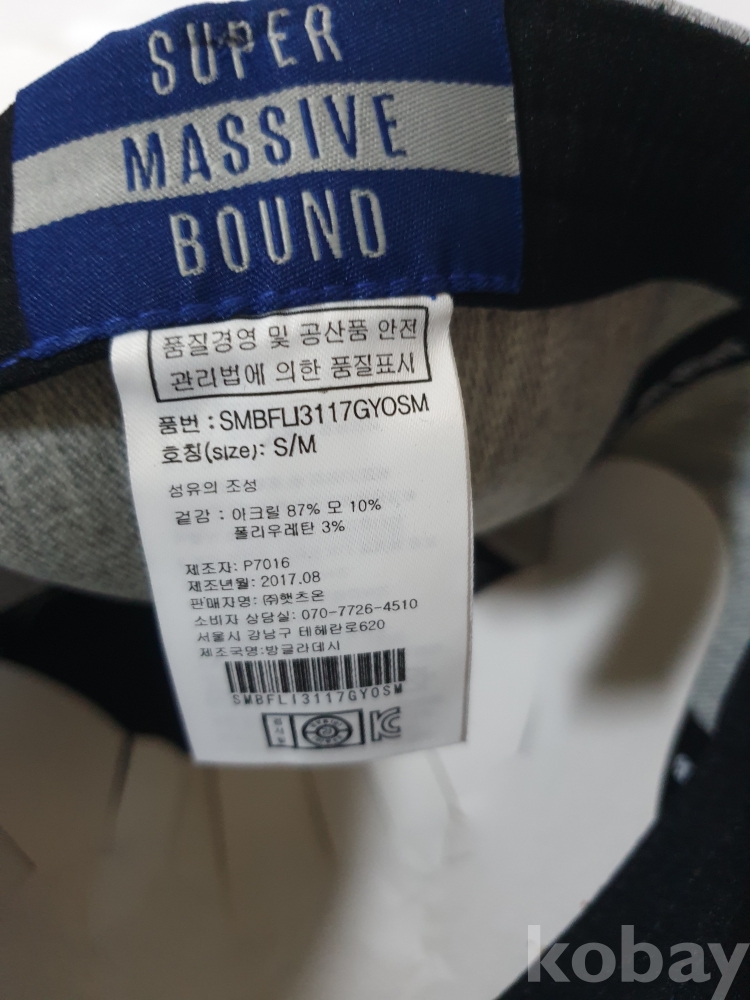 SUPER
MASSIVE
BOUND
품질경영 및 공산품 안전
관리법에 의한 품질표시
품번 : SMBFLI3117GYOSM
호칭(size): S/M
섬유의 조성
겉감 : 아크릴 87% 모 10%
폴리우레탄 3%
제조자: P7016
제조년월: 2017.08
판매자명: ㈜햇츠온
소비자 상담실: 070-7726-4510
서울시 강남구 테헤란로620
제조국명:방글라데시
SMBFLI3117GYOSM
kobay